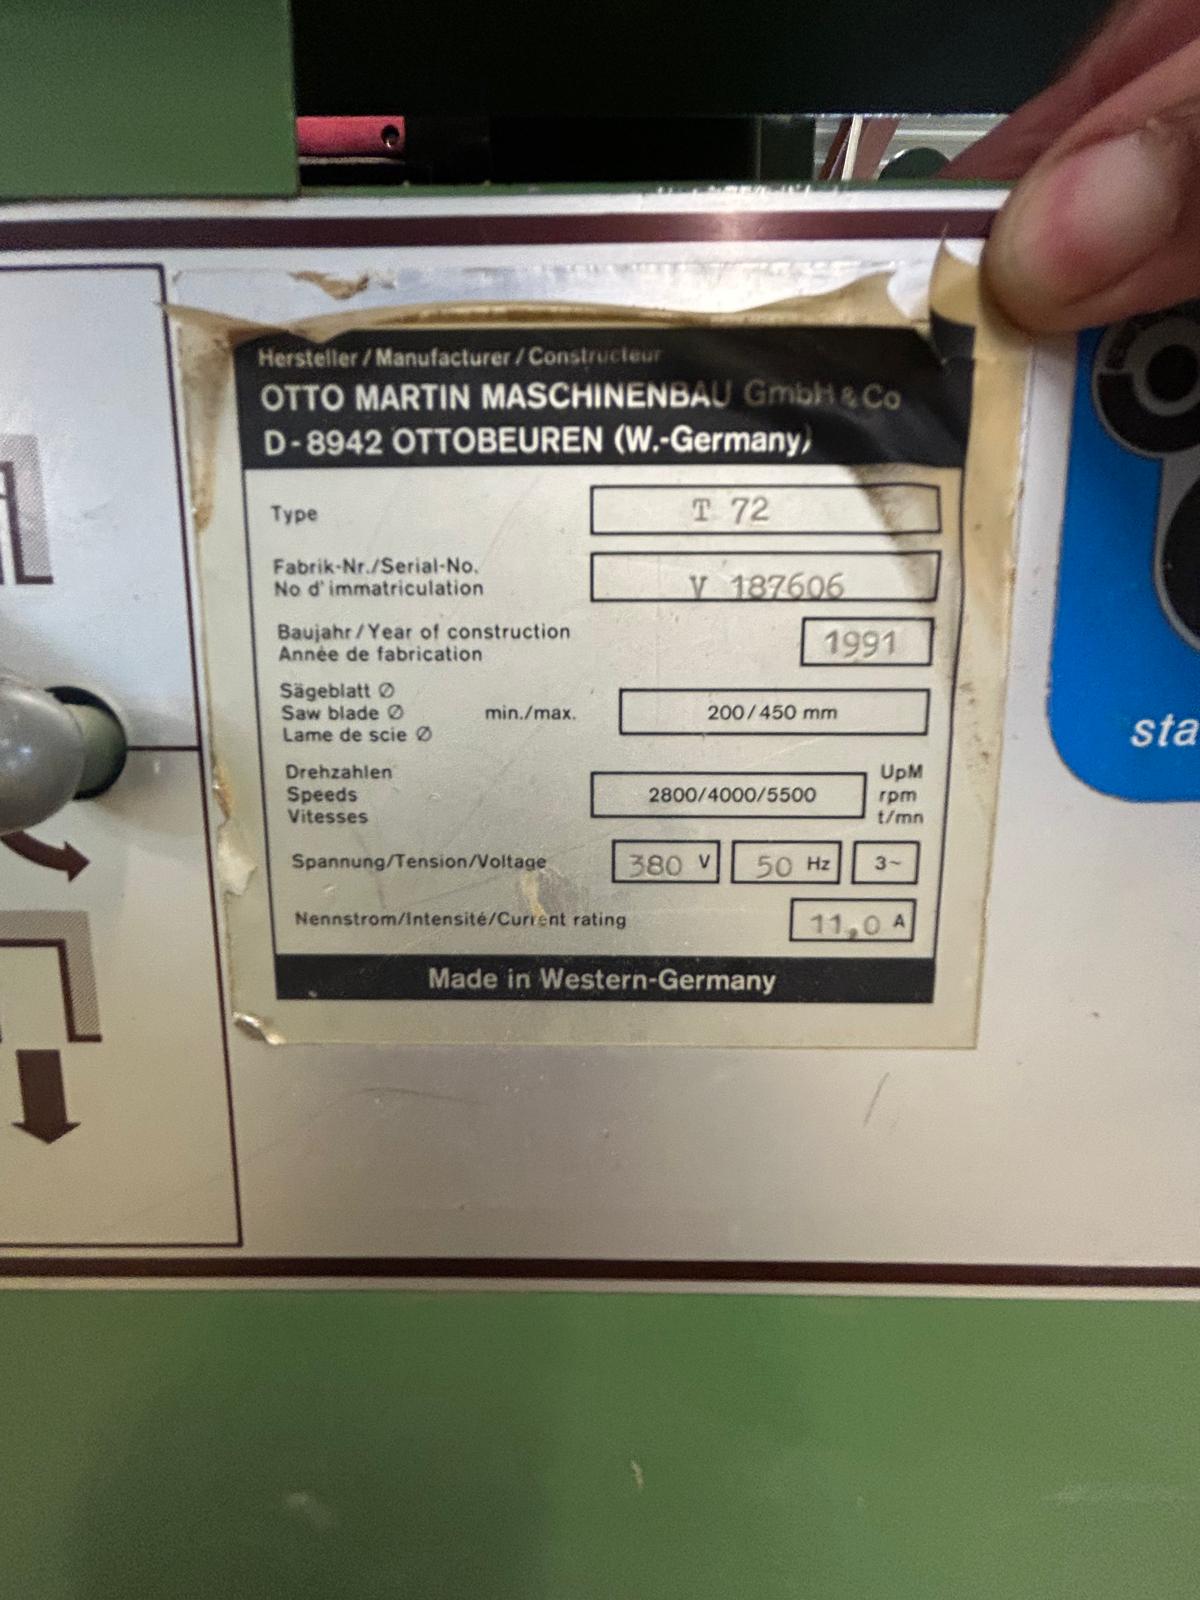 Hersteller/Manufacturer/Constructeur
OTTO MARTIN MASCHINENBAU GmbH & Co
D-8942 OTTOBEUREN (W.-Germany)
Type T 72
Fabrik-Nr./Serial-No.
No d'immatriculation V 187606
Baujahr/Year of construction
Année de fabrication 1991
Sägeblatt ∅
Saw blade ∅ min./max. 200/450 mm
Lame de scie ∅
Drehzahlen UpM
Speeds 2800/4000/5500 rpm
Vitesses t/mn
Spannung/Tension/Voltage 380 V 50 Hz 3~
Nennstrom/Intensité/Current rating 11,0 A
Made in Western-Germany
sta